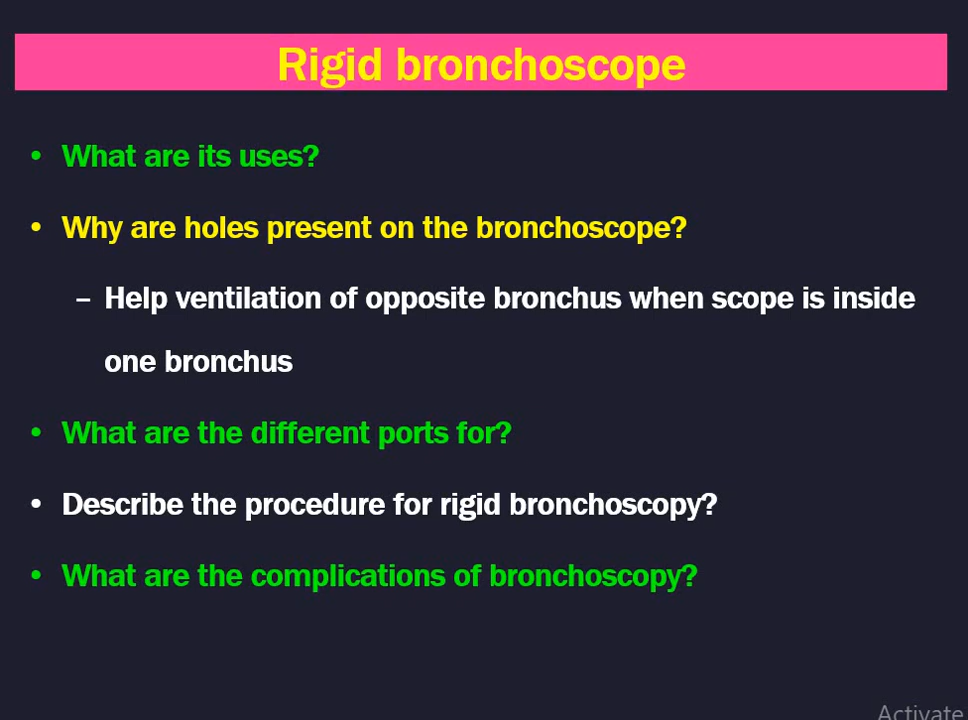 Rigid bronchoscope
• What are its uses?
• Why are holes present on the bronchoscope?
– Help ventilation of opposite bronchus when scope is inside
one bronchus
• What are the different ports for?
• Describe the procedure for rigid bronchoscopy?
• What are the complications of bronchoscopy?
Activate